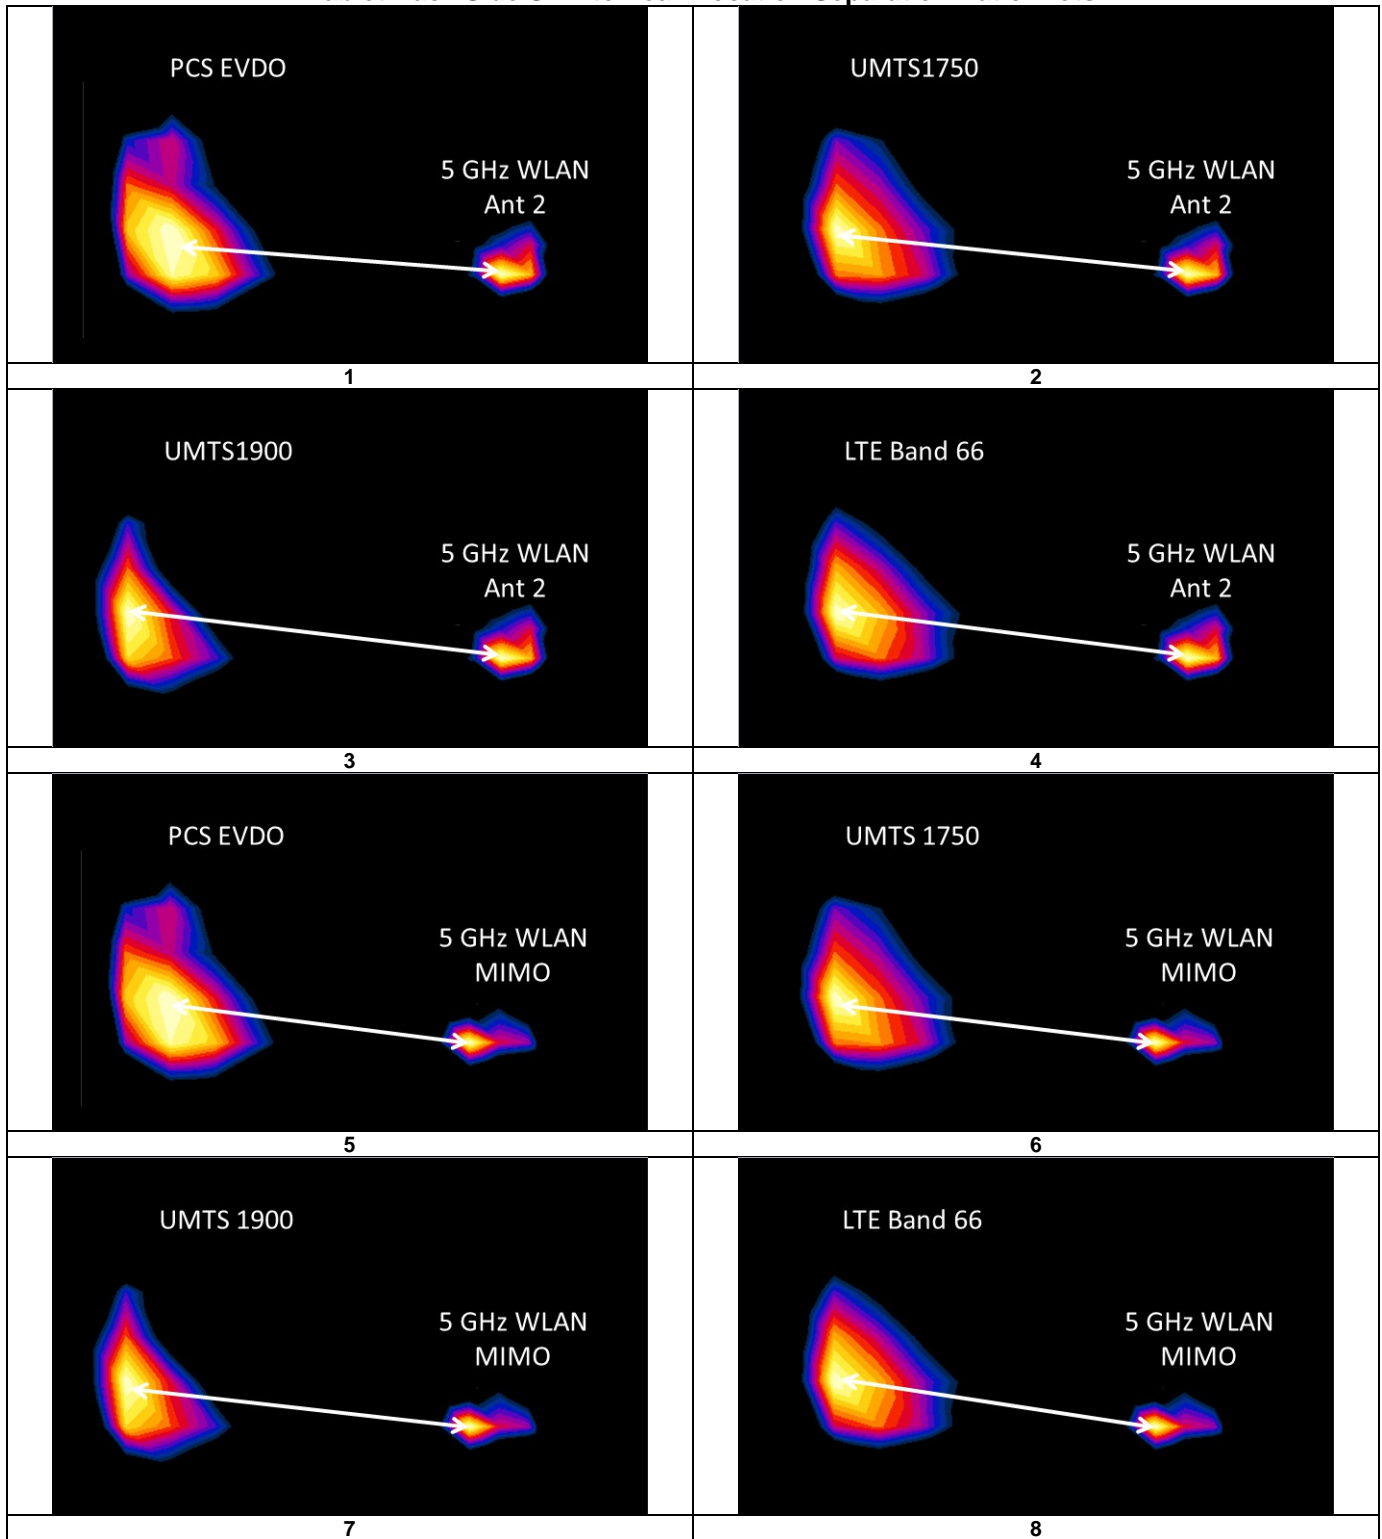 PCS EVDO
5 GHz WLAN
Ant 2
1
UMTS1750
5 GHz WLAN
Ant 2
2
UMTS1900
5 GHz WLAN
Ant 2
3
LTE Band 66
5 GHz WLAN
Ant 2
4
PCS EVDO
5 GHz WLAN
MIMO
5
UMTS 1750
5 GHz WLAN
MIMO
6
UMTS 1900
5 GHz WLAN
MIMO
7
LTE Band 66
5 GHz WLAN
MIMO
8